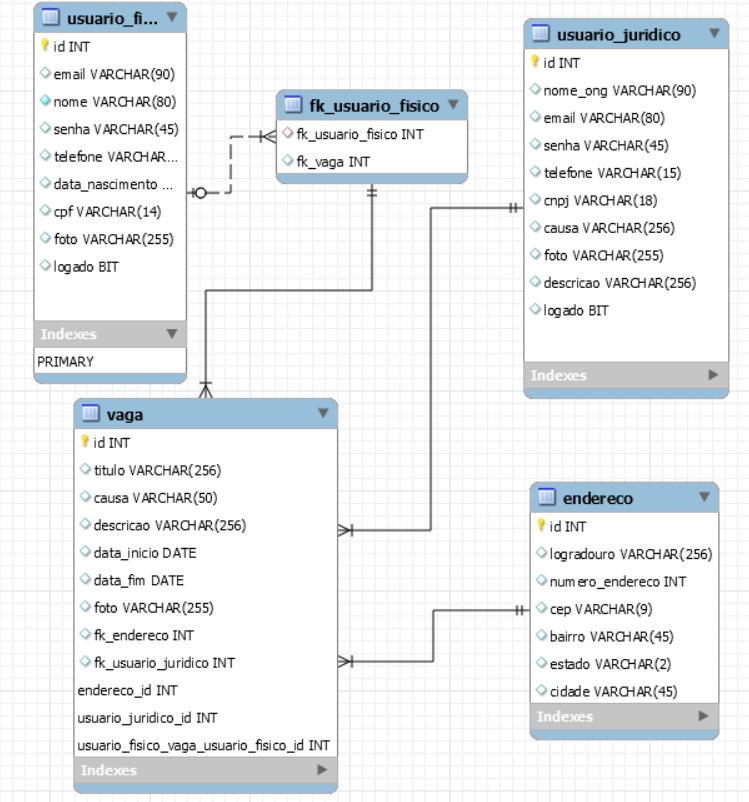 usuario_fi...
id INT
email VARCHAR(90)
nome VARCHAR(80)
senha VARCHAR(45)
telefone VARCHAR...
data_nascimento ...
cpf VARCHAR(14)
foto VARCHAR(255)
logado BIT
Indexes
PRIMARY
fk_usuario_fisico
fk_usuario_fisico INT
fk_vaga INT
usuario_juridico
id INT
nome_ong VARCHAR(90)
email VARCHAR(80)
senha VARCHAR(45)
telefone VARCHAR(15)
cnpj VARCHAR(18)
causa VARCHAR(256)
foto VARCHAR(255)
descricao VARCHAR(256)
logado BIT
Indexes
vaga
id INT
titulo VARCHAR(256)
causa VARCHAR(50)
descricao VARCHAR(256)
data_inicio DATE
data_fim DATE
foto VARCHAR(255)
fk_endereco INT
fk_usuario_juridico INT
endereco_id INT
usuario_juridico_id INT
usuario_fisico_vaga_usuario_fisico_id INT
Indexes
endereco
id INT
logradouro VARCHAR(256)
numero_endereco INT
cep VARCHAR(9)
bairro VARCHAR(45)
estado VARCHAR(2)
cidade VARCHAR(45)
Indexes